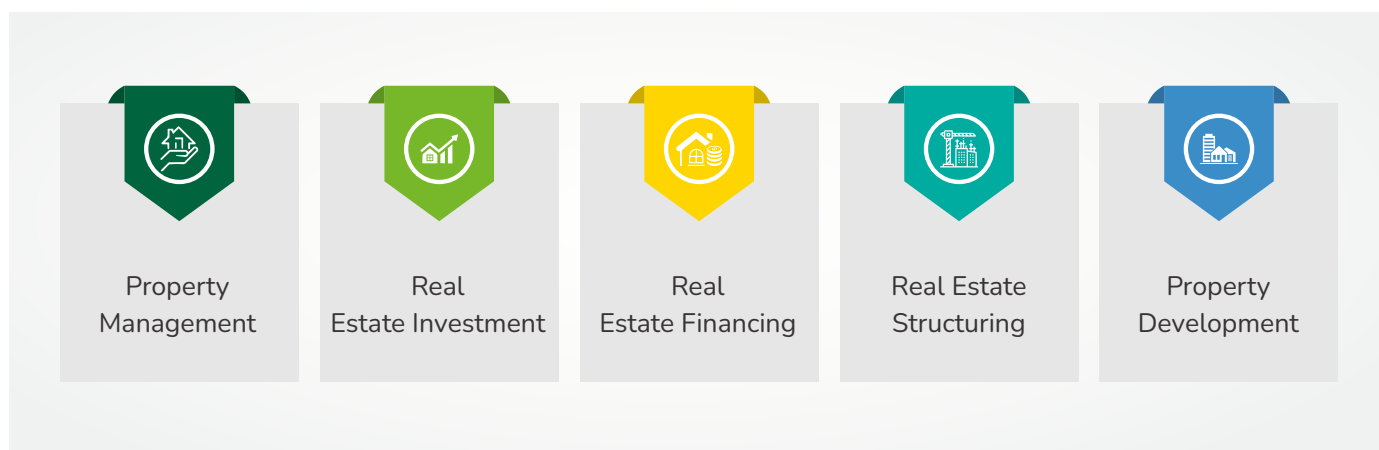 Property
Management
Real
Estate Investment
Real
Estate Financing
Real Estate
Structuring
Property
Development